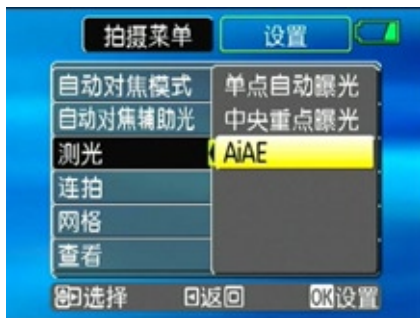 拍摄菜单 设置
自动对焦模式 单点自动曝光
自动对焦辅助光 中央重点曝光
测光 AiAE
连拍
网格
查看
选择 返回 OK设置